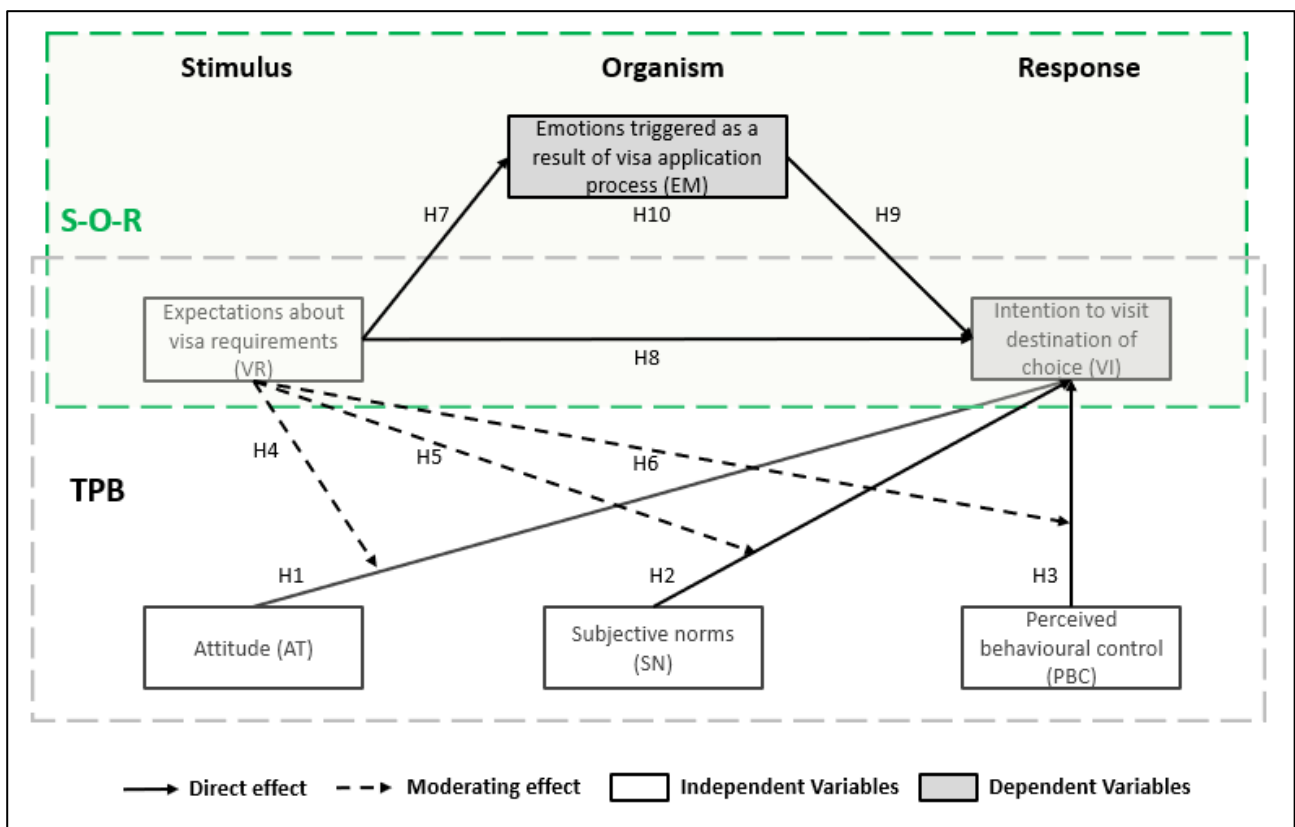 Stimulus
Organism
Response
Emotions triggered as a
result of visa application
process (EM)
H7
H10
H9
S-O-R
Expectations about
visa requirements
(VR)
Intention to visit
destination of
choice (VI)
H8
H4
H5
H6
TPB
H1
H2
H3
Attitude (AT)
Subjective norms
(SN)
Perceived
behavioural control
(PBC)
Direct effect
Moderating effect
Independent Variables
Dependent Variables